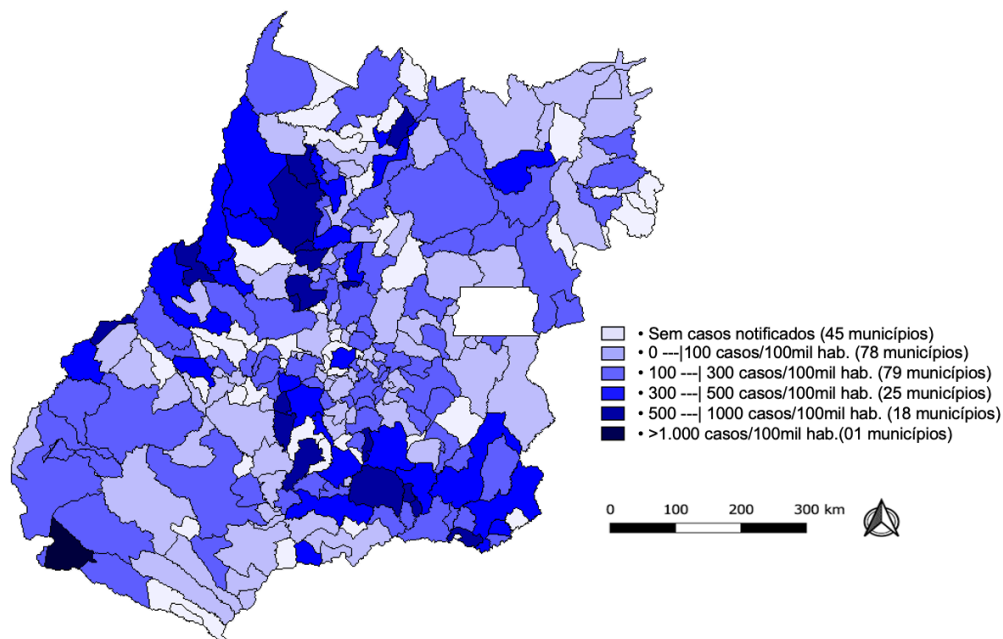 • Sem casos notificados (45 municípios)
• 0 ---|100 casos/100mil hab. (78 municípios)
• 100 ---| 300 casos/100mil hab. (79 municípios)
• 300 ---| 500 casos/100mil hab. (25 municípios)
• 500 ---| 1000 casos/100mil hab. (18 municípios)
• >1.000 casos/100mil hab.(01 municípios)
0 100 200 300 km